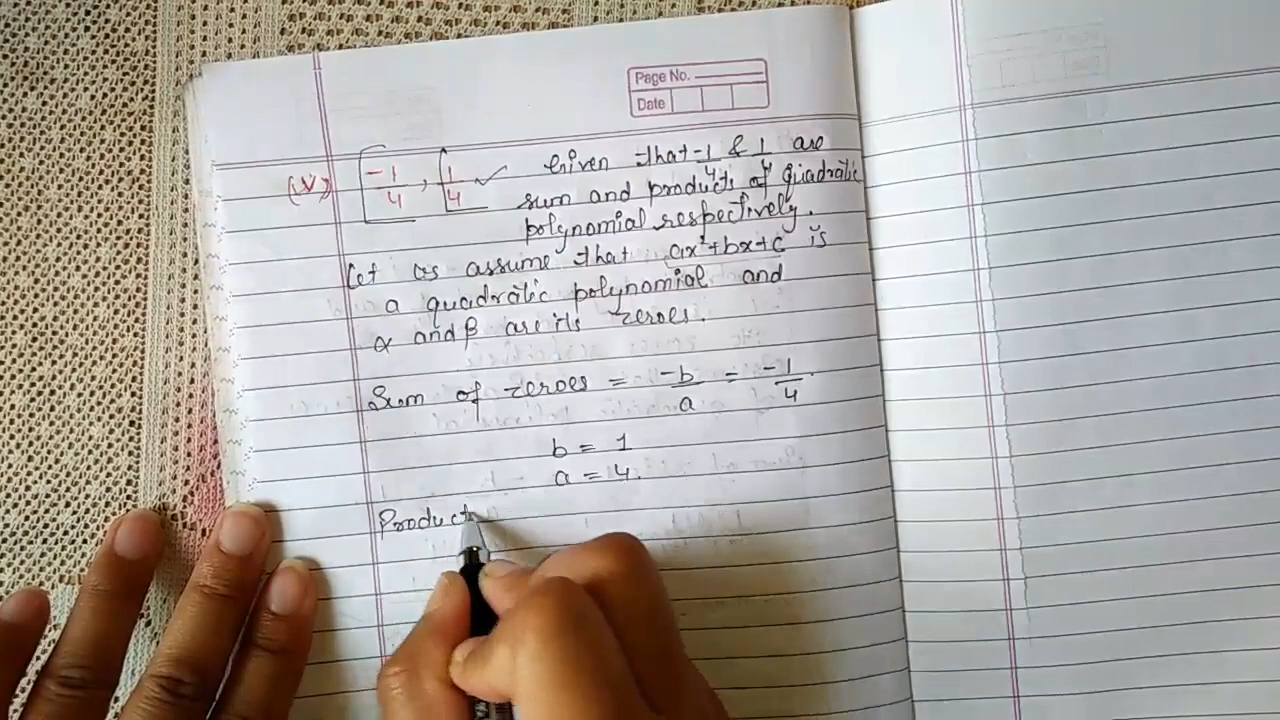 Page No.
Date
(V) -1/4, 1/4 ✓ Given that -1/4 & 1/4 are
sum and products of quadratic
polynomial respectively.
Let us assume that ax²+bx+c is
a quadratic polynomial and
α and β are its zeroes.
Sum of zeroes = -b/a = -1/4.
b = 1
a = 4.
Product